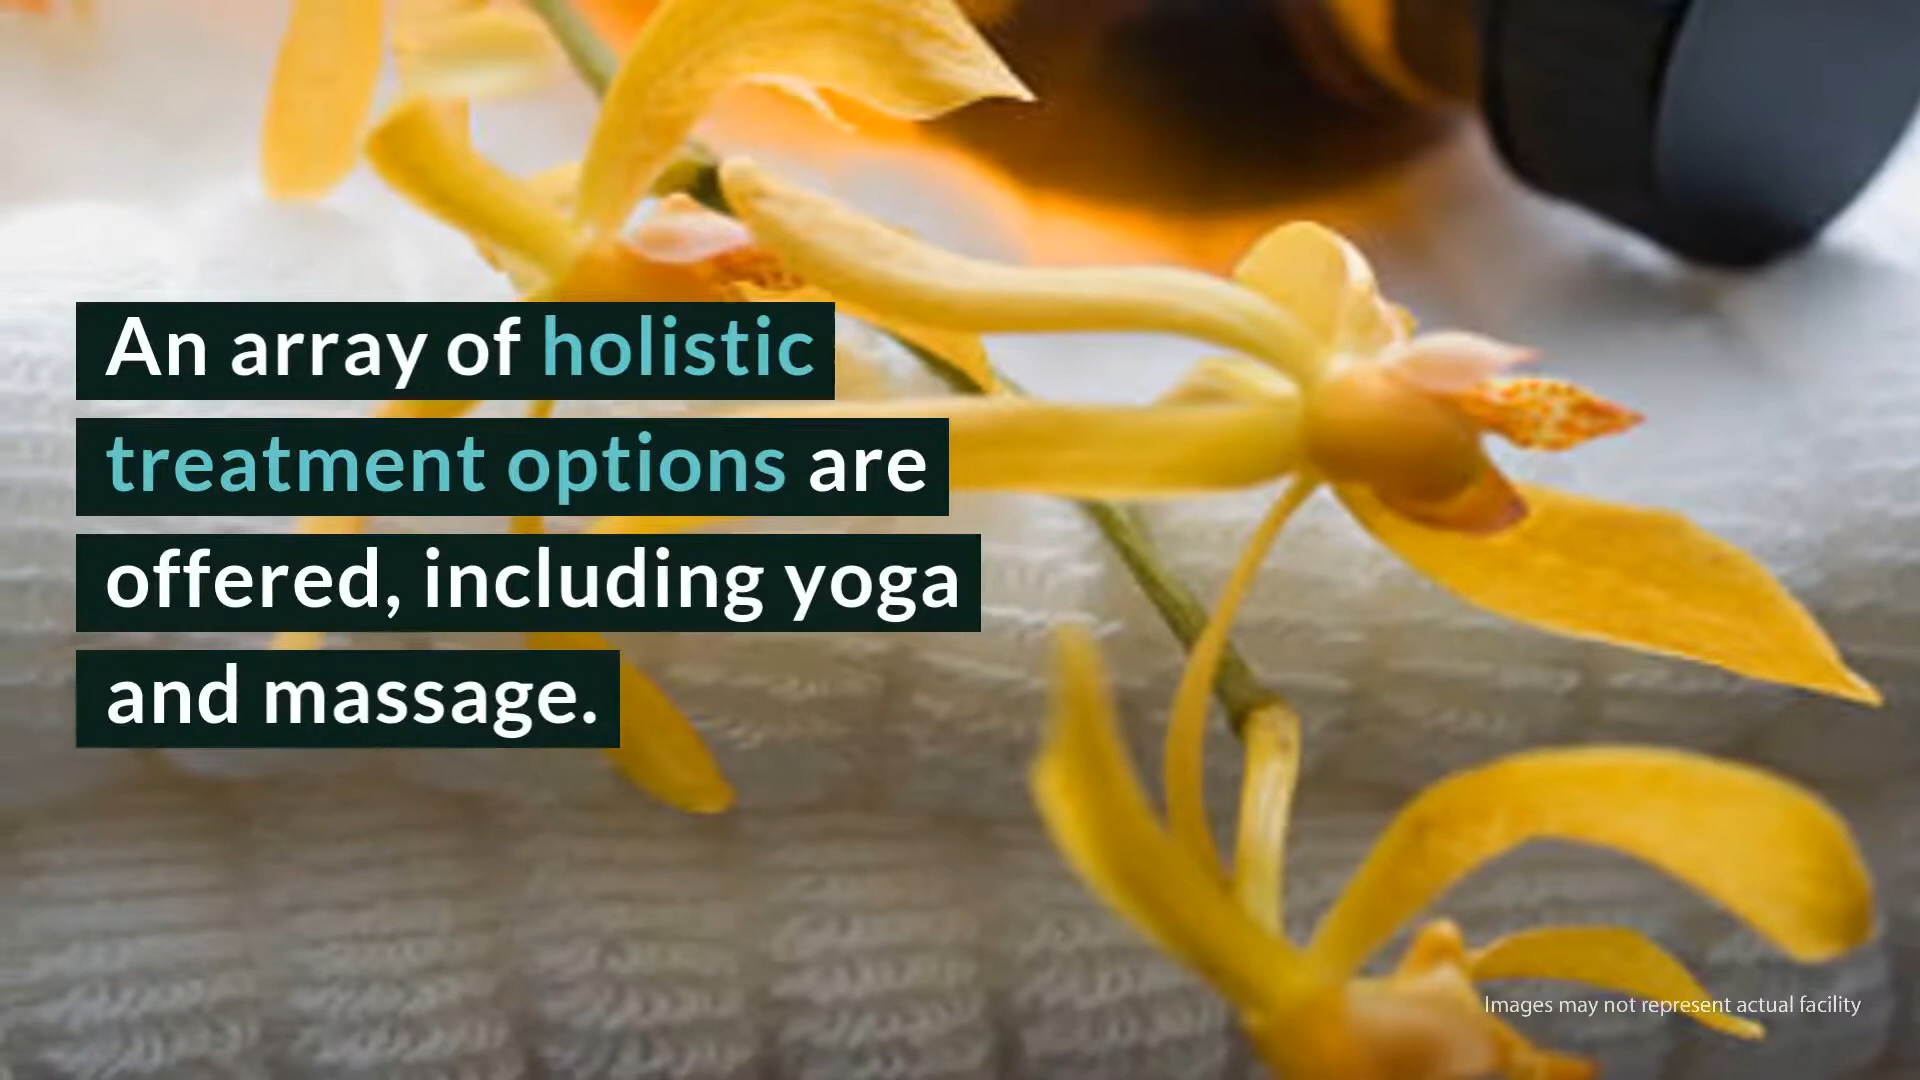 An array of holistic
treatment options are
offered, including yoga
and massage.
Images may not represent actual facility